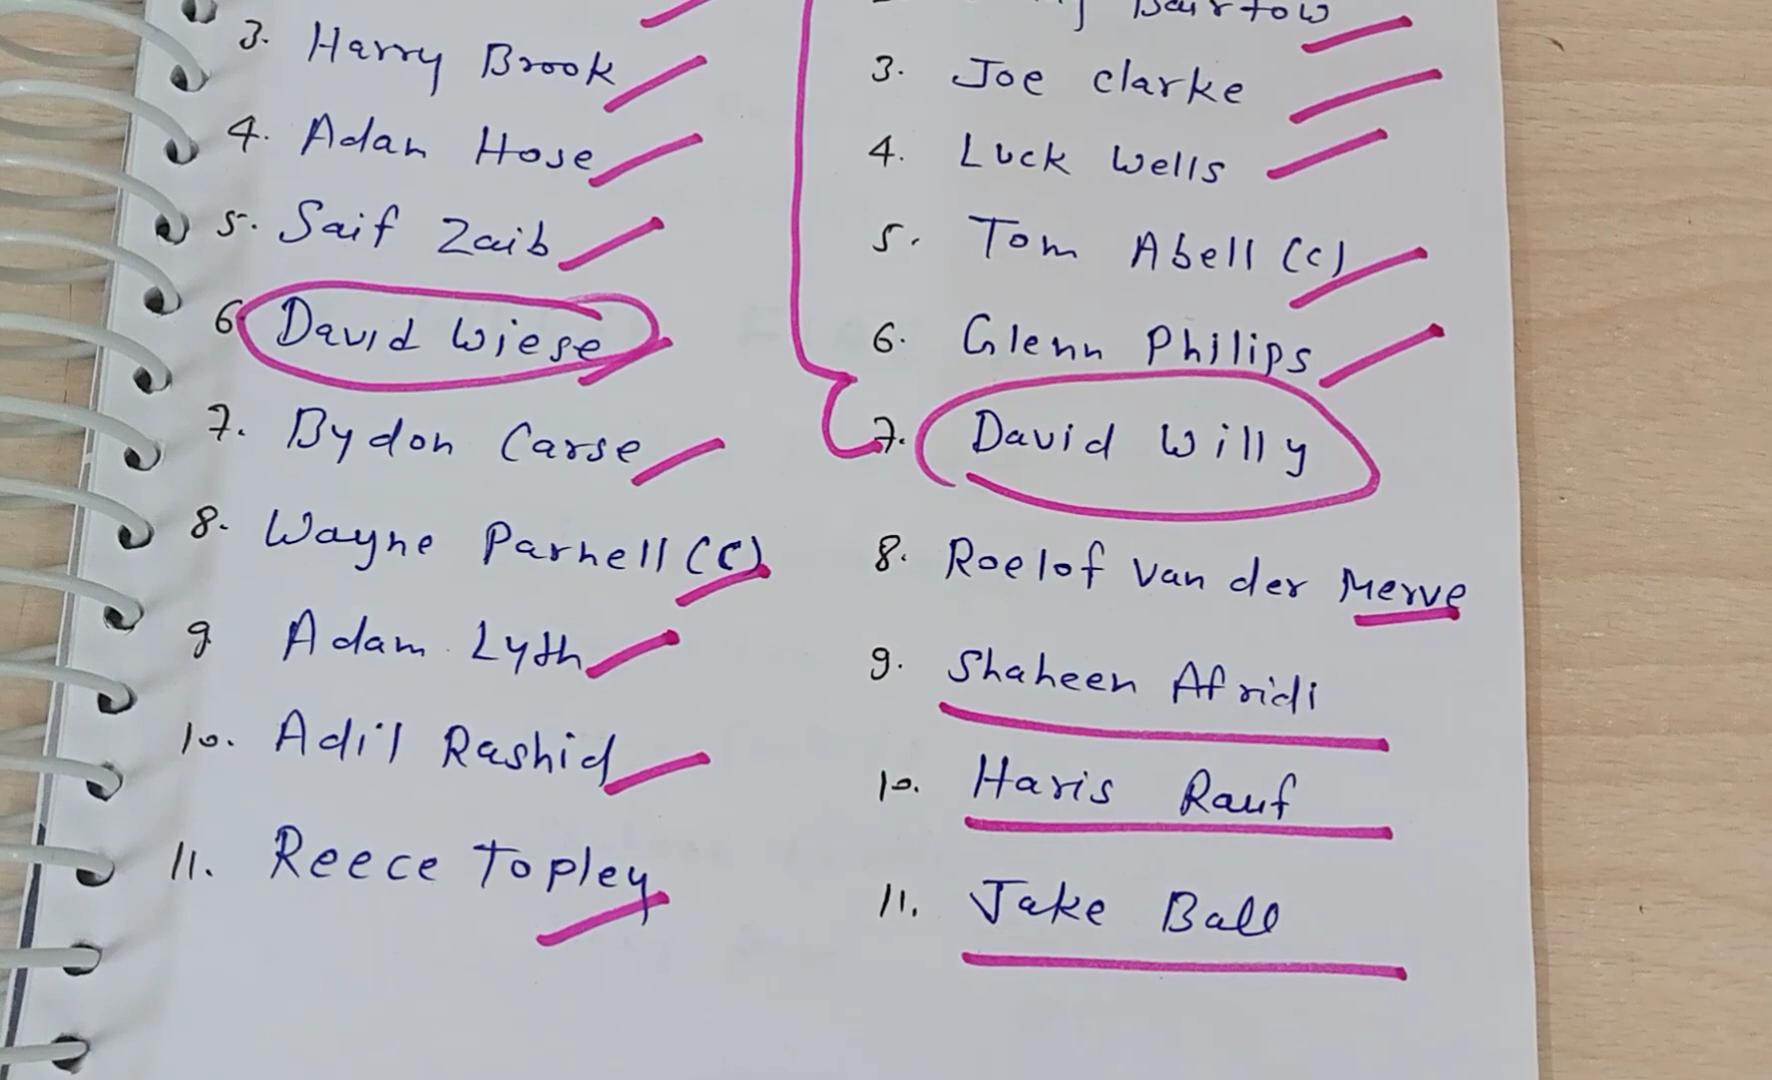 3. Harry Brook
4. Adam Hose
5. Saif Zaib
6 David Wiese
7. Bydon Carse
8. Wayne Parnell (C)
9 Adam Lyth
10. Adil Rashid
11. Reece Topley
3. Joe clarke
4. Luck Wells
5. Tom Abell (c)
6. Glenn Philips
7. David Willy
8. Roelof Van der Merve
9. Shaheen Afridi
10. Haris Rauf
11. Jake Ball